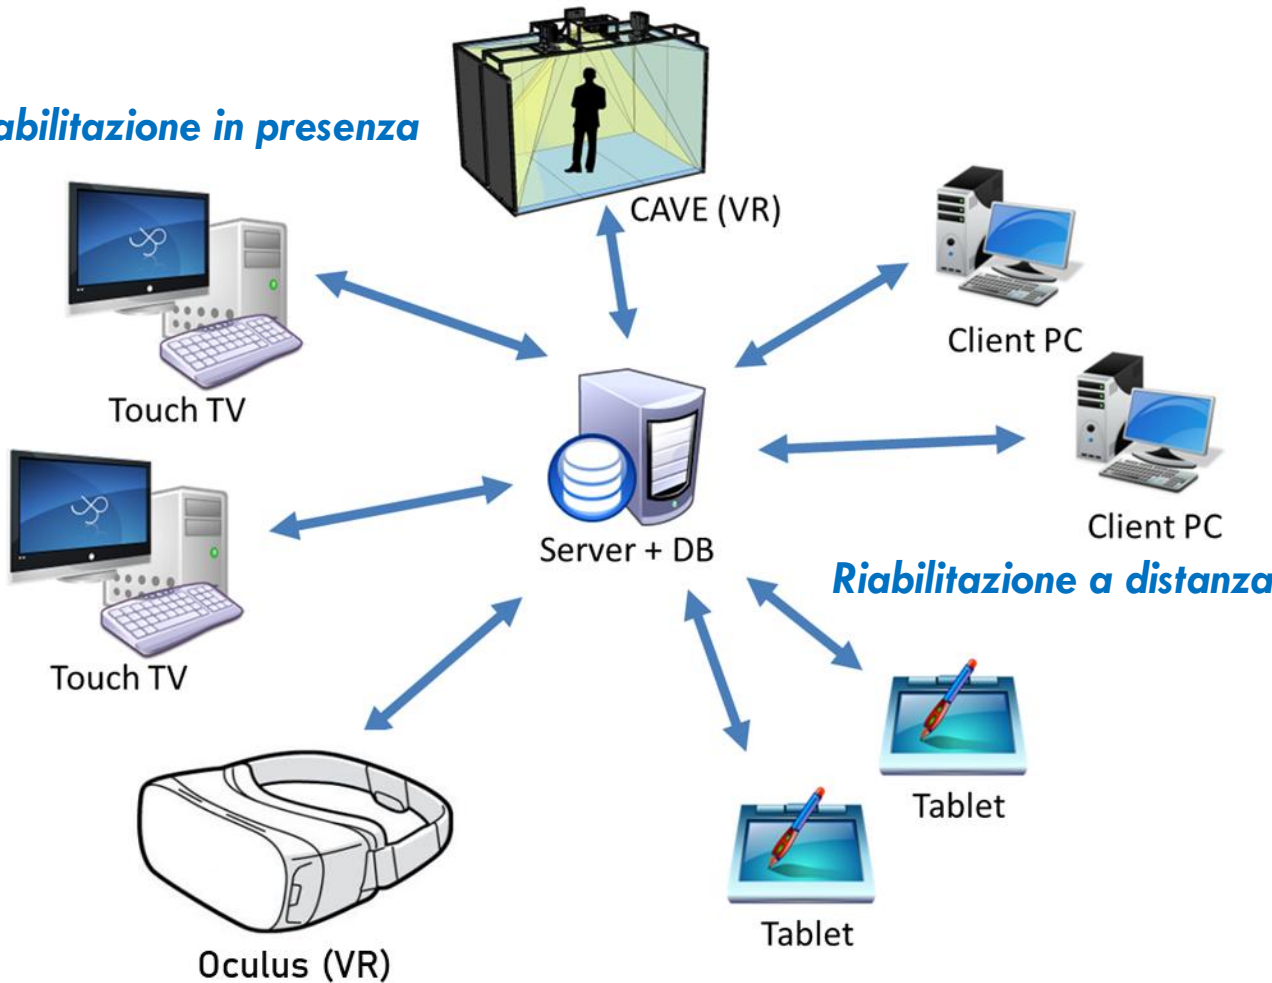 abilitazione in presenza
CAVE (VR)
Client PC
Touch TV
Client PC
Server + DB
Riabilitazione a distanza
Touch TV
Tablet
Tablet
Oculus (VR)